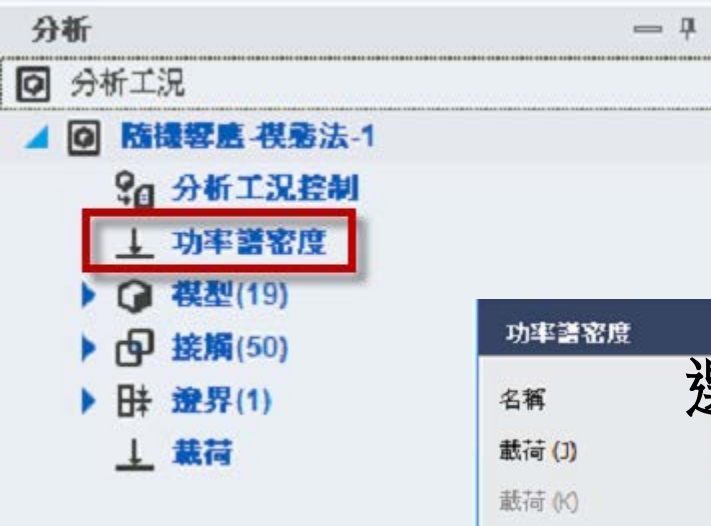 分析
分析工況
隨機響應-模態法-1
分析工況控制
功率譜密度
模型(19)
接觸(50)
邊界(1)
載荷
功率譜密度
名稱
載荷(J)
載荷(K)